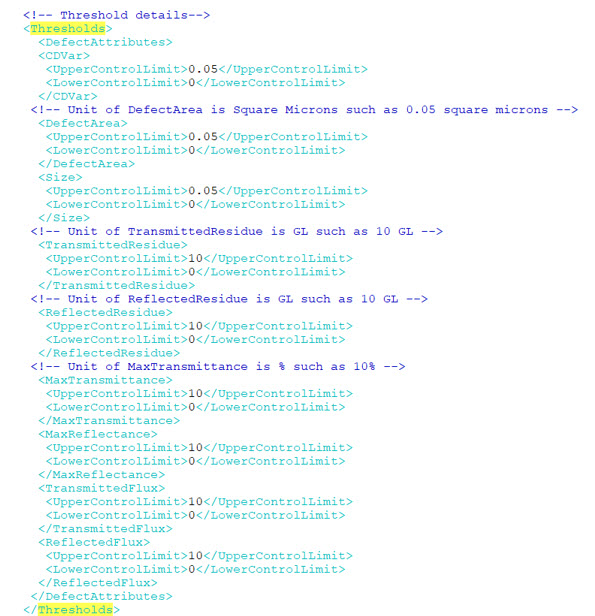 <!-- Threshold details-->
<Thresholds>
<DefectAttributes>
<CDVar>
<UpperControlLimit>0.05</UpperControlLimit>
<LowerControlLimit>0</LowerControlLimit>
</CDVar>
<!-- Unit of DefectArea is Square Microns such as 0.05 square microns -->
<DefectArea>
<UpperControlLimit>0.05</UpperControlLimit>
<LowerControlLimit>0</LowerControlLimit>
</DefectArea>
<Size>
<UpperControlLimit>0.05</UpperControlLimit>
<LowerControlLimit>0</LowerControlLimit>
</Size>
<!-- Unit of TransmittedResidue is GL such as 10 GL -->
<TransmittedResidue>
<UpperControlLimit>10</UpperControlLimit>
<LowerControlLimit>0</LowerControlLimit>
</TransmittedResidue>
<!-- Unit of ReflectedResidue is GL such as 10 GL -->
<ReflectedResidue>
<UpperControlLimit>10</UpperControlLimit>
<LowerControlLimit>0</LowerControlLimit>
</ReflectedResidue>
<!-- Unit of MaxTransmittance is % such as 10% -->
<MaxTransmittance>
<UpperControlLimit>10</UpperControlLimit>
<LowerControlLimit>0</LowerControlLimit>
</MaxTransmittance>
<MaxReflectance>
<UpperControlLimit>10</UpperControlLimit>
<LowerControlLimit>0</LowerControlLimit>
</MaxReflectance>
<TransmittedFlux>
<UpperControlLimit>10</UpperControlLimit>
<LowerControlLimit>0</LowerControlLimit>
</TransmittedFlux>
<ReflectedFlux>
<UpperControlLimit>10</UpperControlLimit>
<LowerControlLimit>0</LowerControlLimit>
</ReflectedFlux>
</DefectAttributes>
</Thresholds>